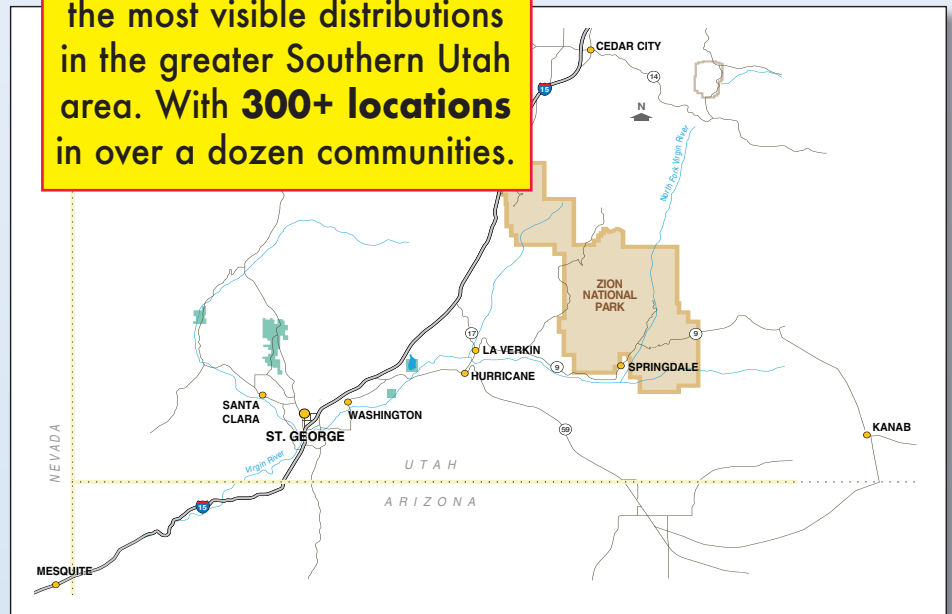 the most visible distributions
in the greater Southern Utah
area. With 300+ locations
in over a dozen communities.
CEDAR CITY
14
15
N
North Fork Virgin River
ZION
NATIONAL
PARK
17
9
LA VERKIN
9
SPRINGDALE
HURRICANE
SANTA
CLARA
WASHINGTON
ST. GEORGE
59
KANAB
Virgin River
NEVADA
UTAH
ARIZONA
15
MESQUITE